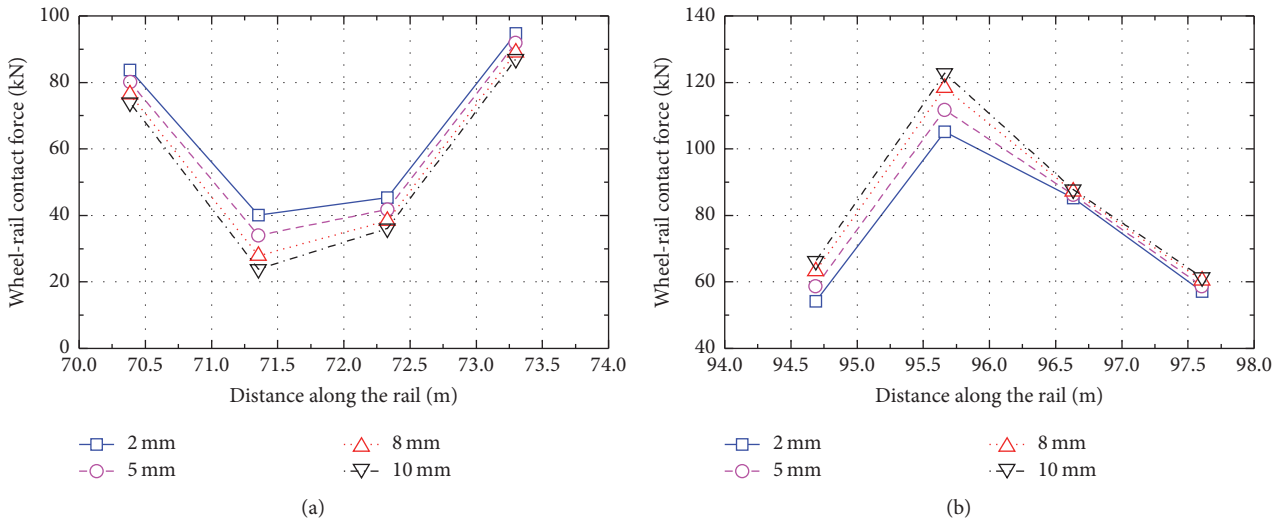 100
80
60
40
20
0
Wheel-rail contact force (kN)
70.0 70.5 71.0 71.5 72.0 72.5 73.0 73.5 74.0
Distance along the rail (m)
2 mm
5 mm
8 mm
10 mm
(a)
140
120
100
80
60
40
Wheel-rail contact force (kN)
94.0 94.5 95.0 95.5 96.0 96.5 97.0 97.5 98.0
Distance along the rail (m)
2 mm
5 mm
8 mm
10 mm
(b)